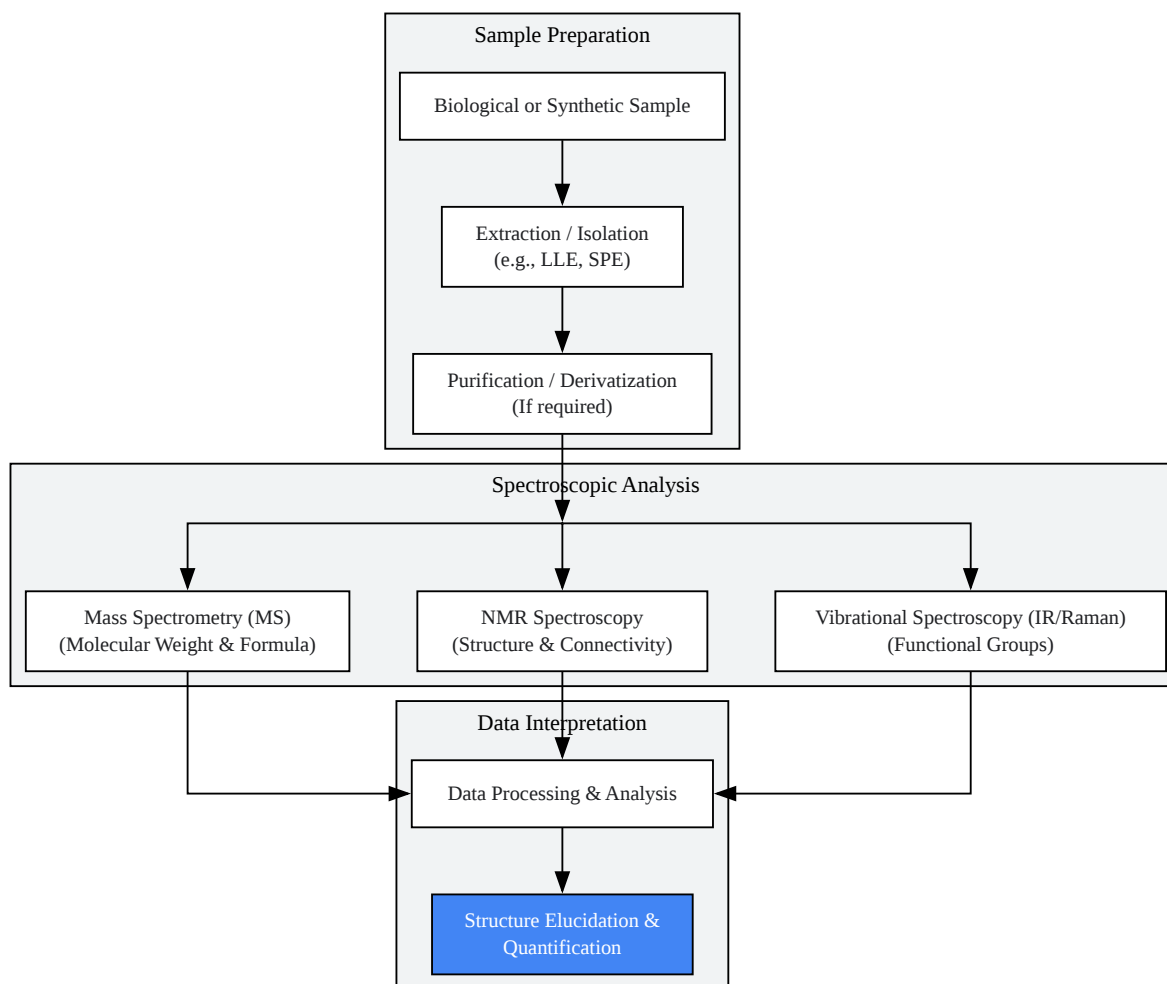 Sample Preparation
Biological or Synthetic Sample
Extraction / Isolation
(e.g., LLE, SPE)
Purification / Derivatization
(If required)
Spectroscopic Analysis
Mass Spectrometry (MS)
(Molecular Weight & Formula)
NMR Spectroscopy
(Structure & Connectivity)
Vibrational Spectroscopy (IR/Raman)
(Functional Groups)
Data Interpretation
Data Processing & Analysis
Structure Elucidation &
Quantification